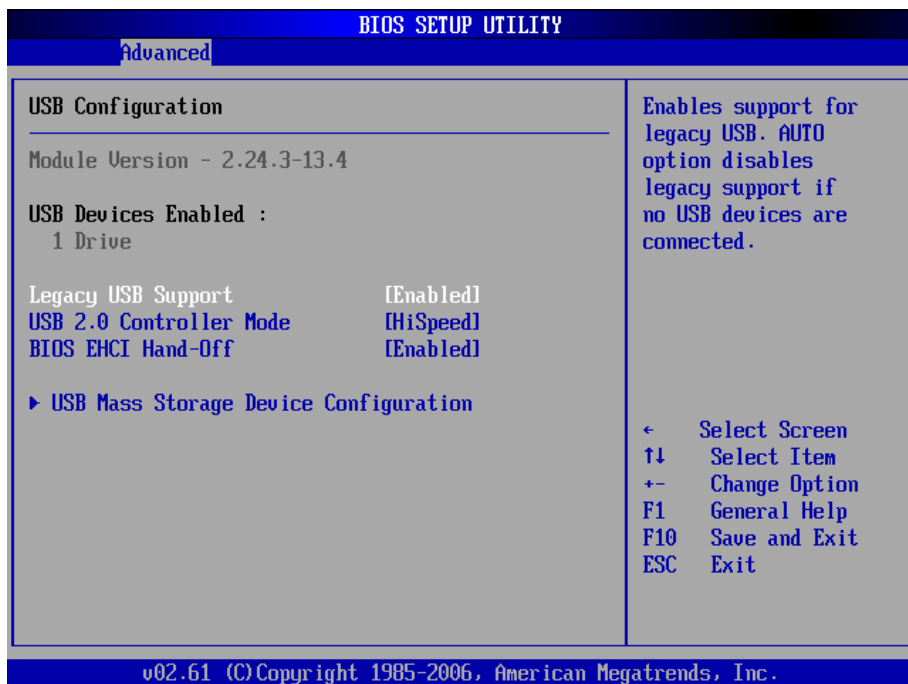 BIOS SETUP UTILITY
Advanced
USB Configuration
Module Version - 2.24.3-13.4
USB Devices Enabled :
1 Drive
Legacy USB Support [Enabled]
USB 2.0 Controller Mode [HiSpeed]
BIOS EHCI Hand-Off [Enabled]
▶ USB Mass Storage Device Configuration
Enables support for
legacy USB. AUTO
option disables
legacy support if
no USB devices are
connected.
← Select Screen
↑↓ Select Item
+- Change Option
F1 General Help
F10 Save and Exit
ESC Exit
v02.61 (C)Copyright 1985-2006, American Megatrends, Inc.